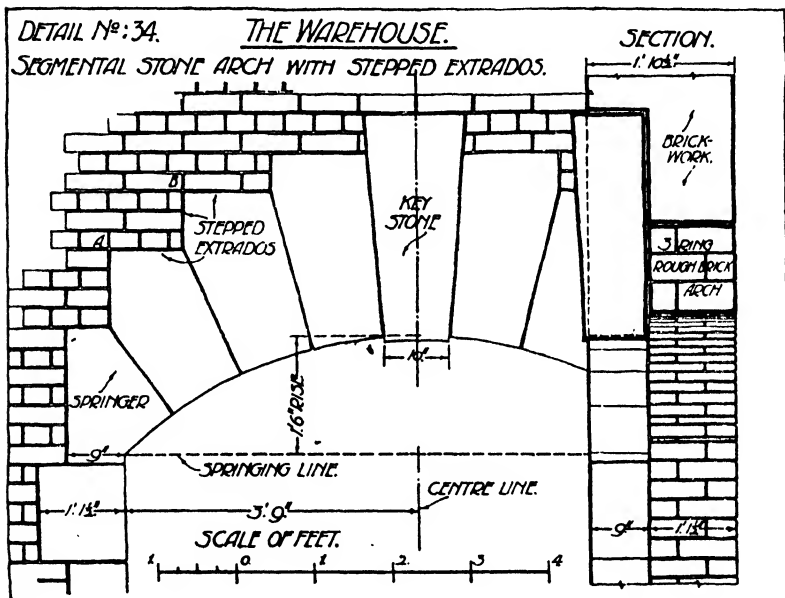 DETAIL Nº: 34. THE WAREHOUSE. SECTION.
SEGMENTAL STONE ARCH WITH STEPPED EXTRADOS.
1' 10½"
BRICK-
WORK.
B
STEPPED
EXTRADOS
A
KEY
STONE
3 RING
ROUGH BRICK
ARCH
10"
1'.6" RISE
SPRINGER
9"
SPRINGING LINE.
1'. 1½"
3'. 9"
CENTRE LINE.
9"
1'. 1½"
SCALE OF FEET.
1. 0. 1 2. 3 4